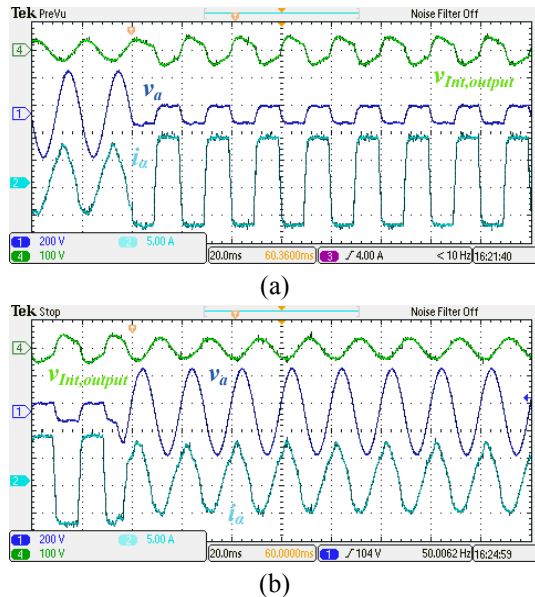 Tek PreVu Noise Filter Off
4
v_Int,output
v_a
1
i_a
2
1 200 V 2 5.00 A
4 100 V 20.0ms 60.3600ms 3 ∫ 4.00 A < 10 Hz 16:21:40
(a)
Tek Stop Noise Filter Off
4
v_Int,output v_a
1
2
i_a
1 200 V 2 5.00 A
4 100 V 20.0ms 60.0000ms 1 ∫ 104 V 50.0062 Hz 16:24:59
(b)